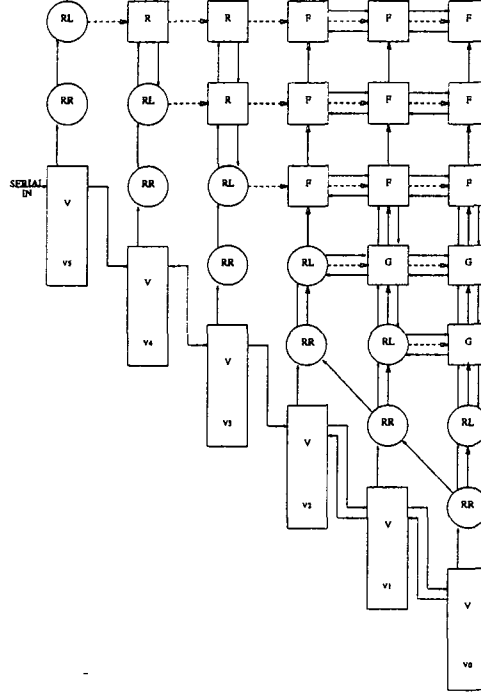 RL R R F F F
RR RL R F F F
SERIAL
IN
V RR RL F F F
V5 V RR RL G G
V4 V RR RL G
V3 V RR RL
V2 V RR
V1 V
V0